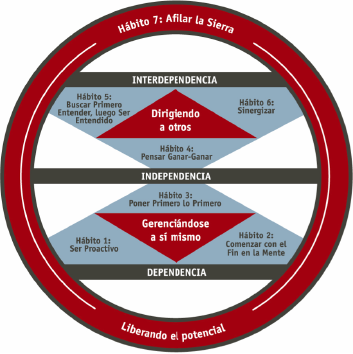 Hábito 7: Afilar la Sierra
INTERDEPENDENCIA
Hábito 5:
Buscar Primero
Entender, luego Ser
Entendido
Dirigiendo
a otros
Hábito 6:
Sinergizar
Hábito 4:
Pensar Ganar-Ganar
INDEPENDENCIA
Hábito 3:
Poner Primero lo Primero
Hábito 1:
Ser Proactivo
Gerenciándose
a si mismo
Hábito 2:
Comenzar con el
Fin en la Mente
DEPENDENCIA
Liberando el potencial